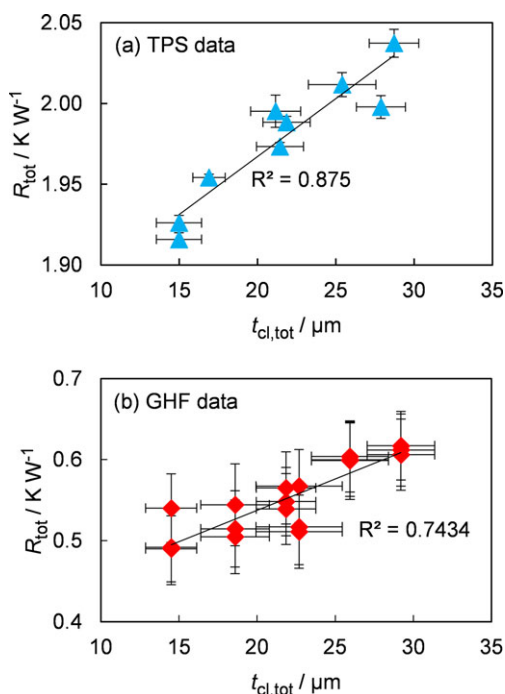 2.05
(a) TPS data
2.00
R_tot / K W⁻¹
1.95
R² = 0.875
1.90
10 15 20 25 30 35
t_cl,tot / µm
0.7
(b) GHF data
0.6
R_tot / K W⁻¹
0.5
R² = 0.7434
0.4
10 15 20 25 30 35
t_cl,tot / µm